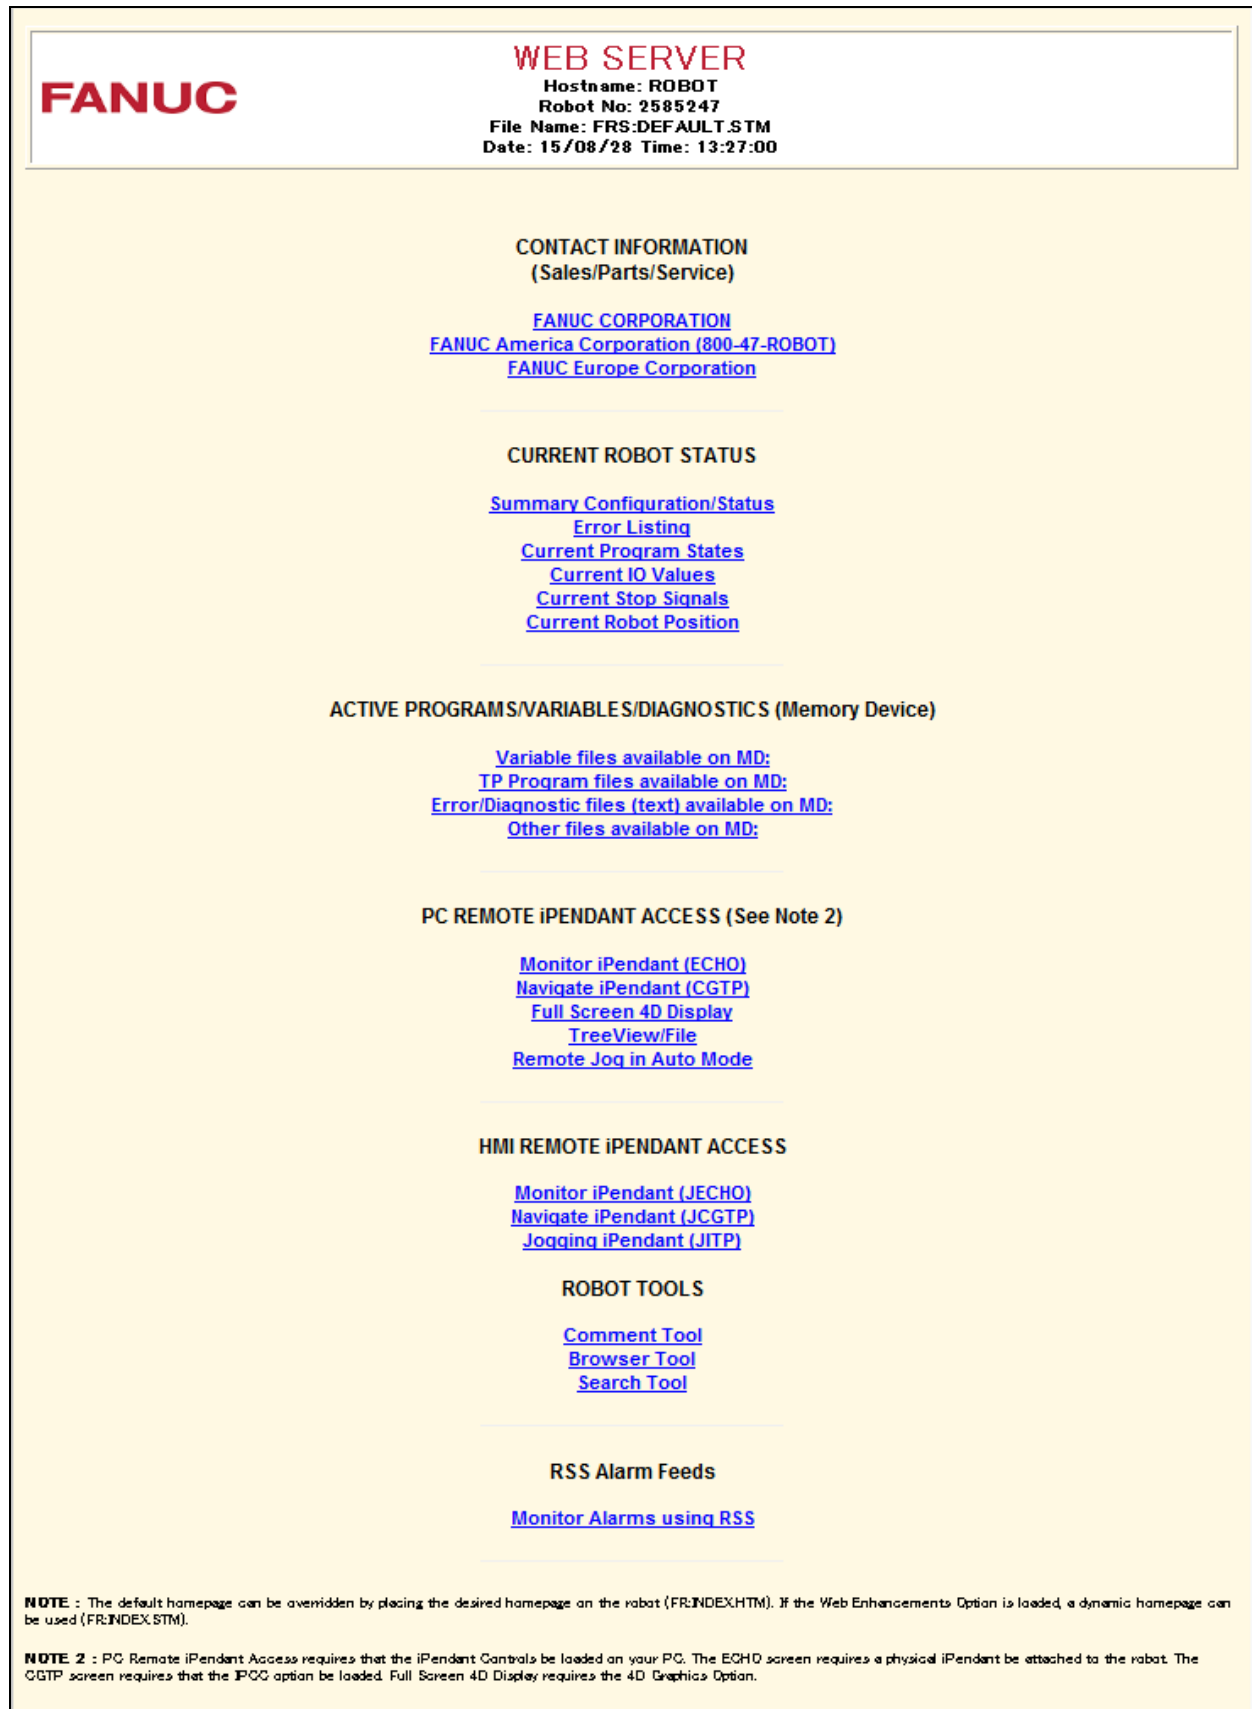 FANUC
WEB SERVER
Hostname: ROBOT
Robot No: 2585247
File Name: FRS:DEFAULT.STM
Date: 15/08/28 Time: 13:27:00
CONTACT INFORMATION
(Sales/Parts/Service)
FANUC CORPORATION
FANUC America Corporation (800-47-ROBOT)
FANUC Europe Corporation
CURRENT ROBOT STATUS
Summary Configuration/Status
Error Listing
Current Program States
Current IO Values
Current Stop Signals
Current Robot Position
ACTIVE PROGRAMS/VARIABLES/DIAGNOSTICS (Memory Device)
Variable files available on MD:
TP Program files available on MD:
Error/Diagnostic files (text) available on MD:
Other files available on MD:
PC REMOTE iPENDANT ACCESS (See Note 2)
Monitor iPendant (ECHO)
Navigate iPendant (CGTP)
Full Screen 4D Display
TreeView/File
Remote Jog in Auto Mode
HMI REMOTE iPENDANT ACCESS
Monitor iPendant (JECHO)
Navigate iPendant (JCGTP)
Jogging iPendant (JITP)
ROBOT TOOLS
Comment Tool
Browser Tool
Search Tool
RSS Alarm Feeds
Monitor Alarms using RSS
NOTE : The default homepage can be overridden by placing the desired homepage on the robot (FR:INDEX.HTM). If the Web Enhancements Option is loaded, a dynamic homepage can
be used (FR:INDEX.STM).
NOTE 2 : PC Remote iPendant Access requires that the iPendant Controls be loaded on your PC. The ECHO screen requires a physical iPendant be attached to the robot. The
CGTP screen requires that the IPCC option be loaded. Full Screen 4D Display requires the 4D Graphics Option.